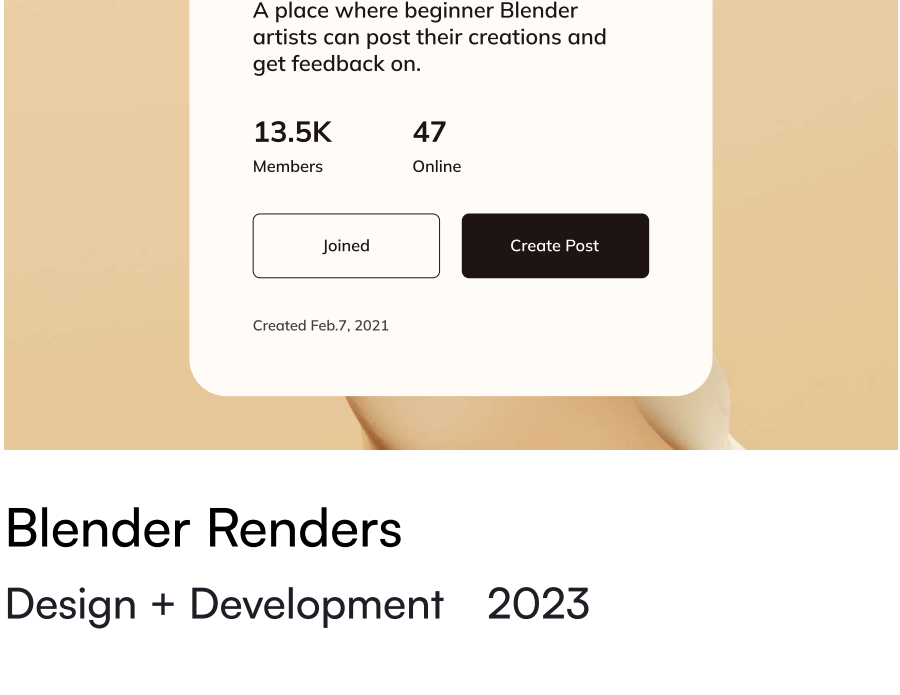 A place where beginner Blender
artists can post their creations and
get feedback on.
13.5K 47
Members Online
Joined Create Post
Created Feb.7, 2021
Blender Renders
Design + Development 2023